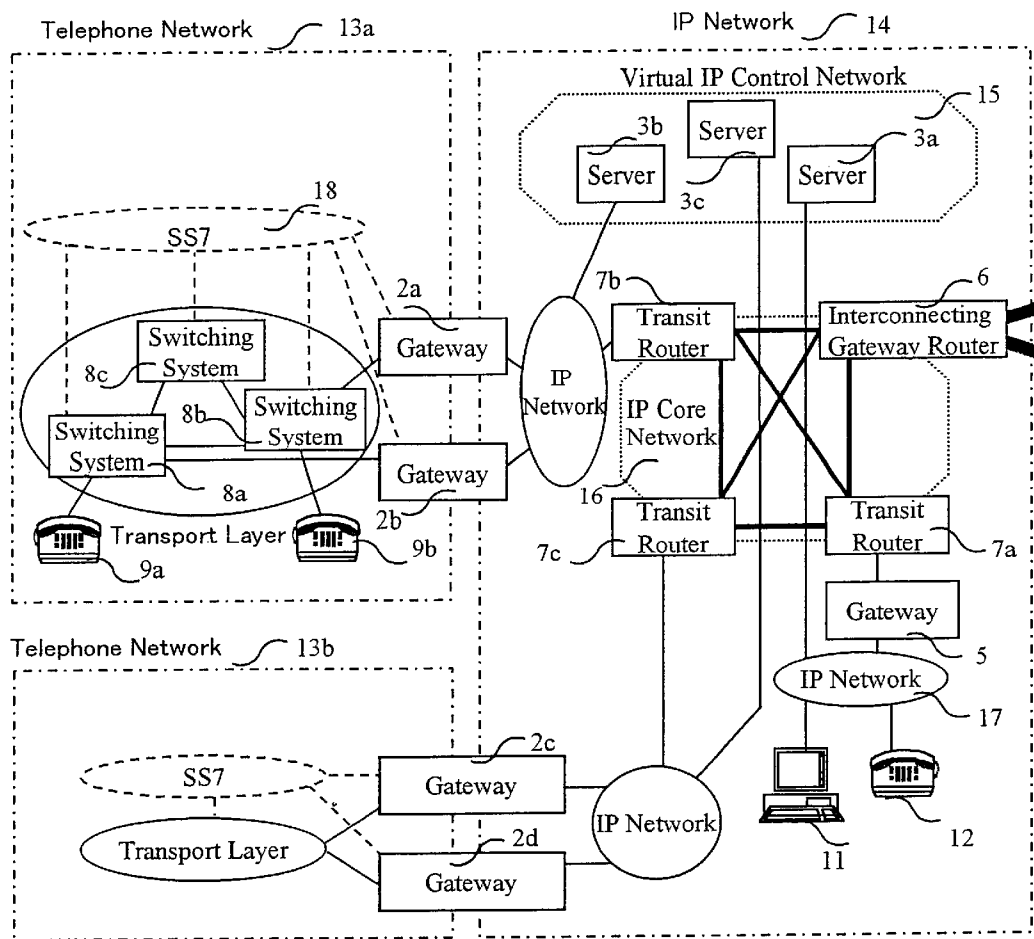 Telephone Network 13a
IP Network 14
Virtual IP Control Network
15
3b
Server
3a
Server
3c
Server
18
SS7
2a
Gateway
7b
Transit
Router
6
Interconnecting
Gateway Router
Switching
System
8c
8b
Switching
System
Switching
System
8a
IP
Network
IP Core
Network
16
Gateway
2b
Transport Layer
9a
9b
Transit
Router
7c
Transit
Router
7a
Gateway
5
IP Network
17
Telephone Network 13b
SS7
Transport Layer
2c
Gateway
2d
Gateway
IP Network
11
12